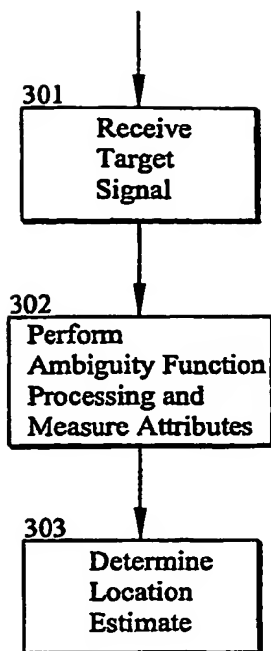 301
Receive
Target
Signal
302
Perform
Ambiguity Function
Processing and
Measure Attributes
303
Determine
Location
Estimate